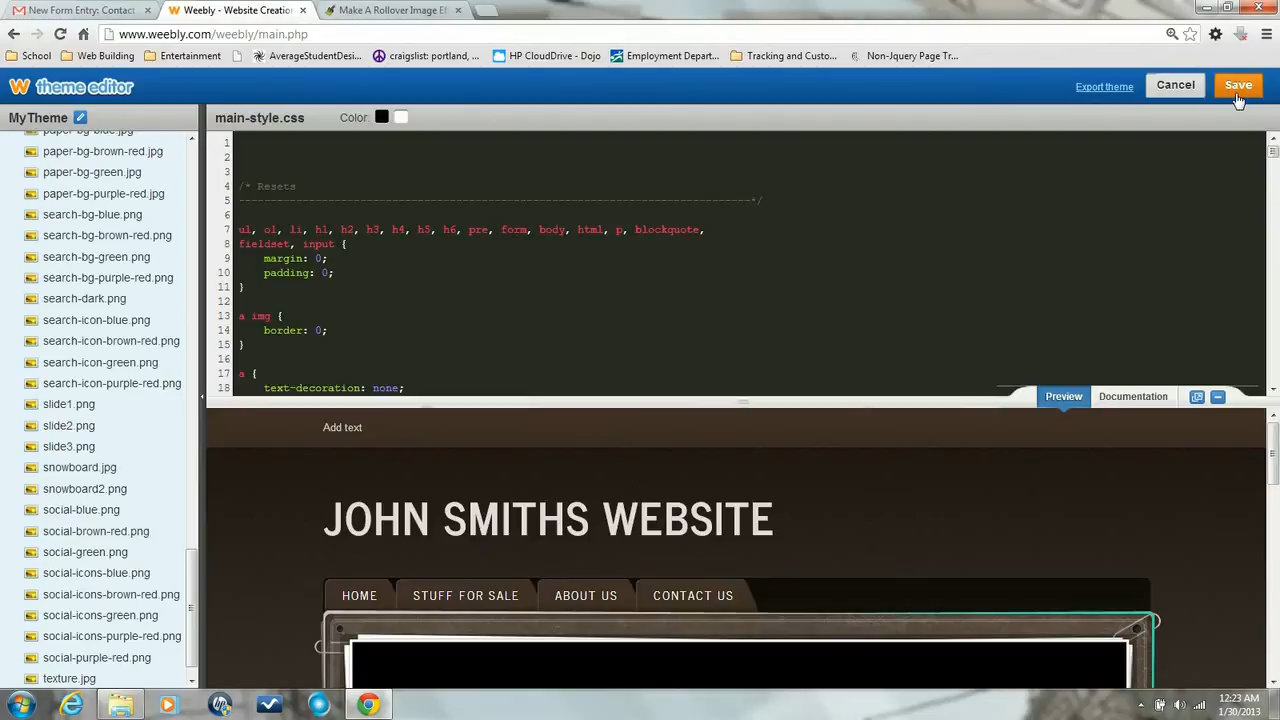 New Form Entry: Contact
Weebly - Website Creation
Make A Rollover Image Ef
www.weebly.com/weebly/main.php
School
Web Building
Entertainment
AverageStudentDesi...
craigslist: portland, ...
HP CloudDrive - Dojo
Employment Depart...
Tracking and Custo...
Non-Jquery Page Tr...
W theme editor
Export theme
Cancel
Save
MyTheme
main-style.css
Color:
paper-bg-blue.jpg
paper-bg-brown-red.jpg
paper-bg-green.jpg
paper-bg-purple-red.jpg
search-bg-blue.png
search-bg-brown-red.png
search-bg-green.png
search-bg-purple-red.png
search-dark.png
search-icon-blue.png
search-icon-brown-red.png
search-icon-green.png
search-icon-purple-red.png
slide1.png
slide2.png
slide3.png
snowboard.jpg
snowboard2.png
social-blue.png
social-brown-red.png
social-green.png
social-icons-blue.png
social-icons-brown-red.png
social-icons-green.png
social-icons-purple-red.png
social-purple-red.png
texture.jpg
1
2
3
4 /* Resets
5 --------------------------------------------------------------------------------*/
6
7 ul, ol, li, h1, h2, h3, h4, h5, h6, pre, form, body, html, p, blockquote,
8 fieldset, input {
9 margin: 0;
10 padding: 0;
11 }
12
13 a img {
14 border: 0;
15 }
16
17 a {
18 text-decoration: none;
Preview
Documentation
Add text
JOHN SMITHS WEBSITE
HOME
STUFF FOR SALE
ABOUT US
CONTACT US
12:23 AM
1/30/2013